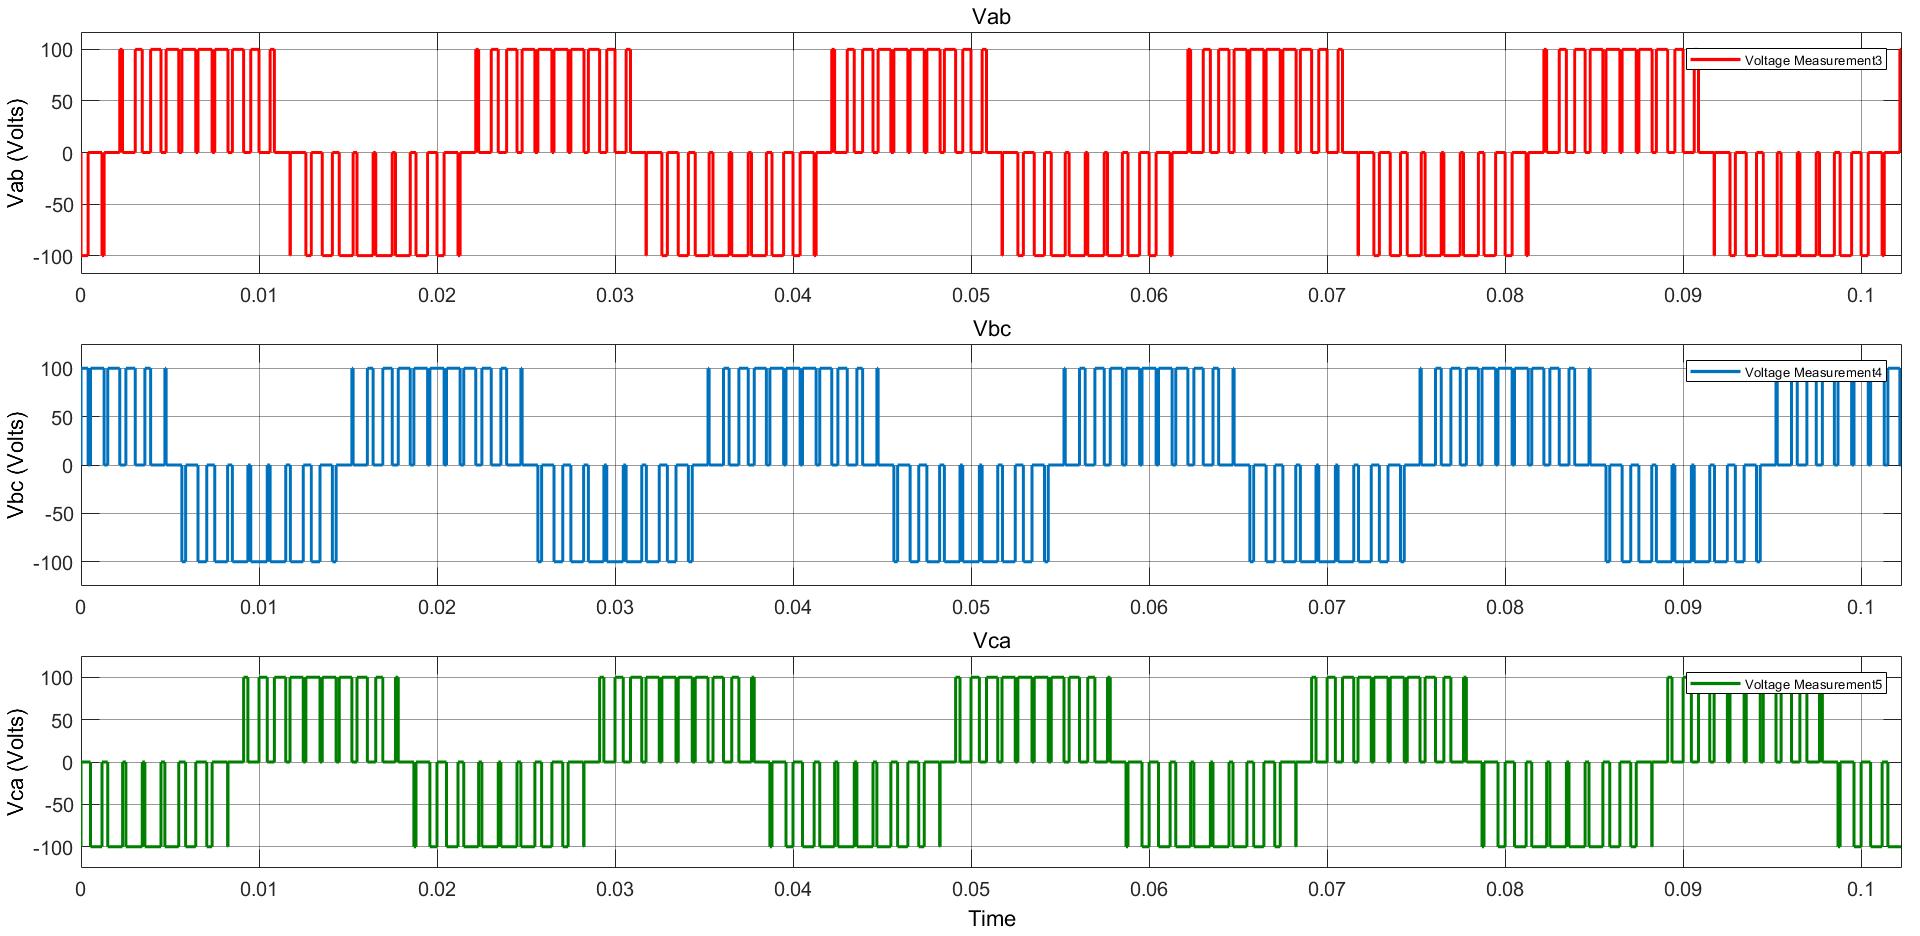 Vab
Vab (Volts)
100
50
0
-50
-100
Voltage Measurement3
0 0.01 0.02 0.03 0.04 0.05 0.06 0.07 0.08 0.09 0.1
Vbc
Vbc (Volts)
100
50
0
-50
-100
Voltage Measurement4
0 0.01 0.02 0.03 0.04 0.05 0.06 0.07 0.08 0.09 0.1
Vca
Vca (Volts)
100
50
0
-50
-100
Voltage Measurement5
0 0.01 0.02 0.03 0.04 0.05 0.06 0.07 0.08 0.09 0.1
Time